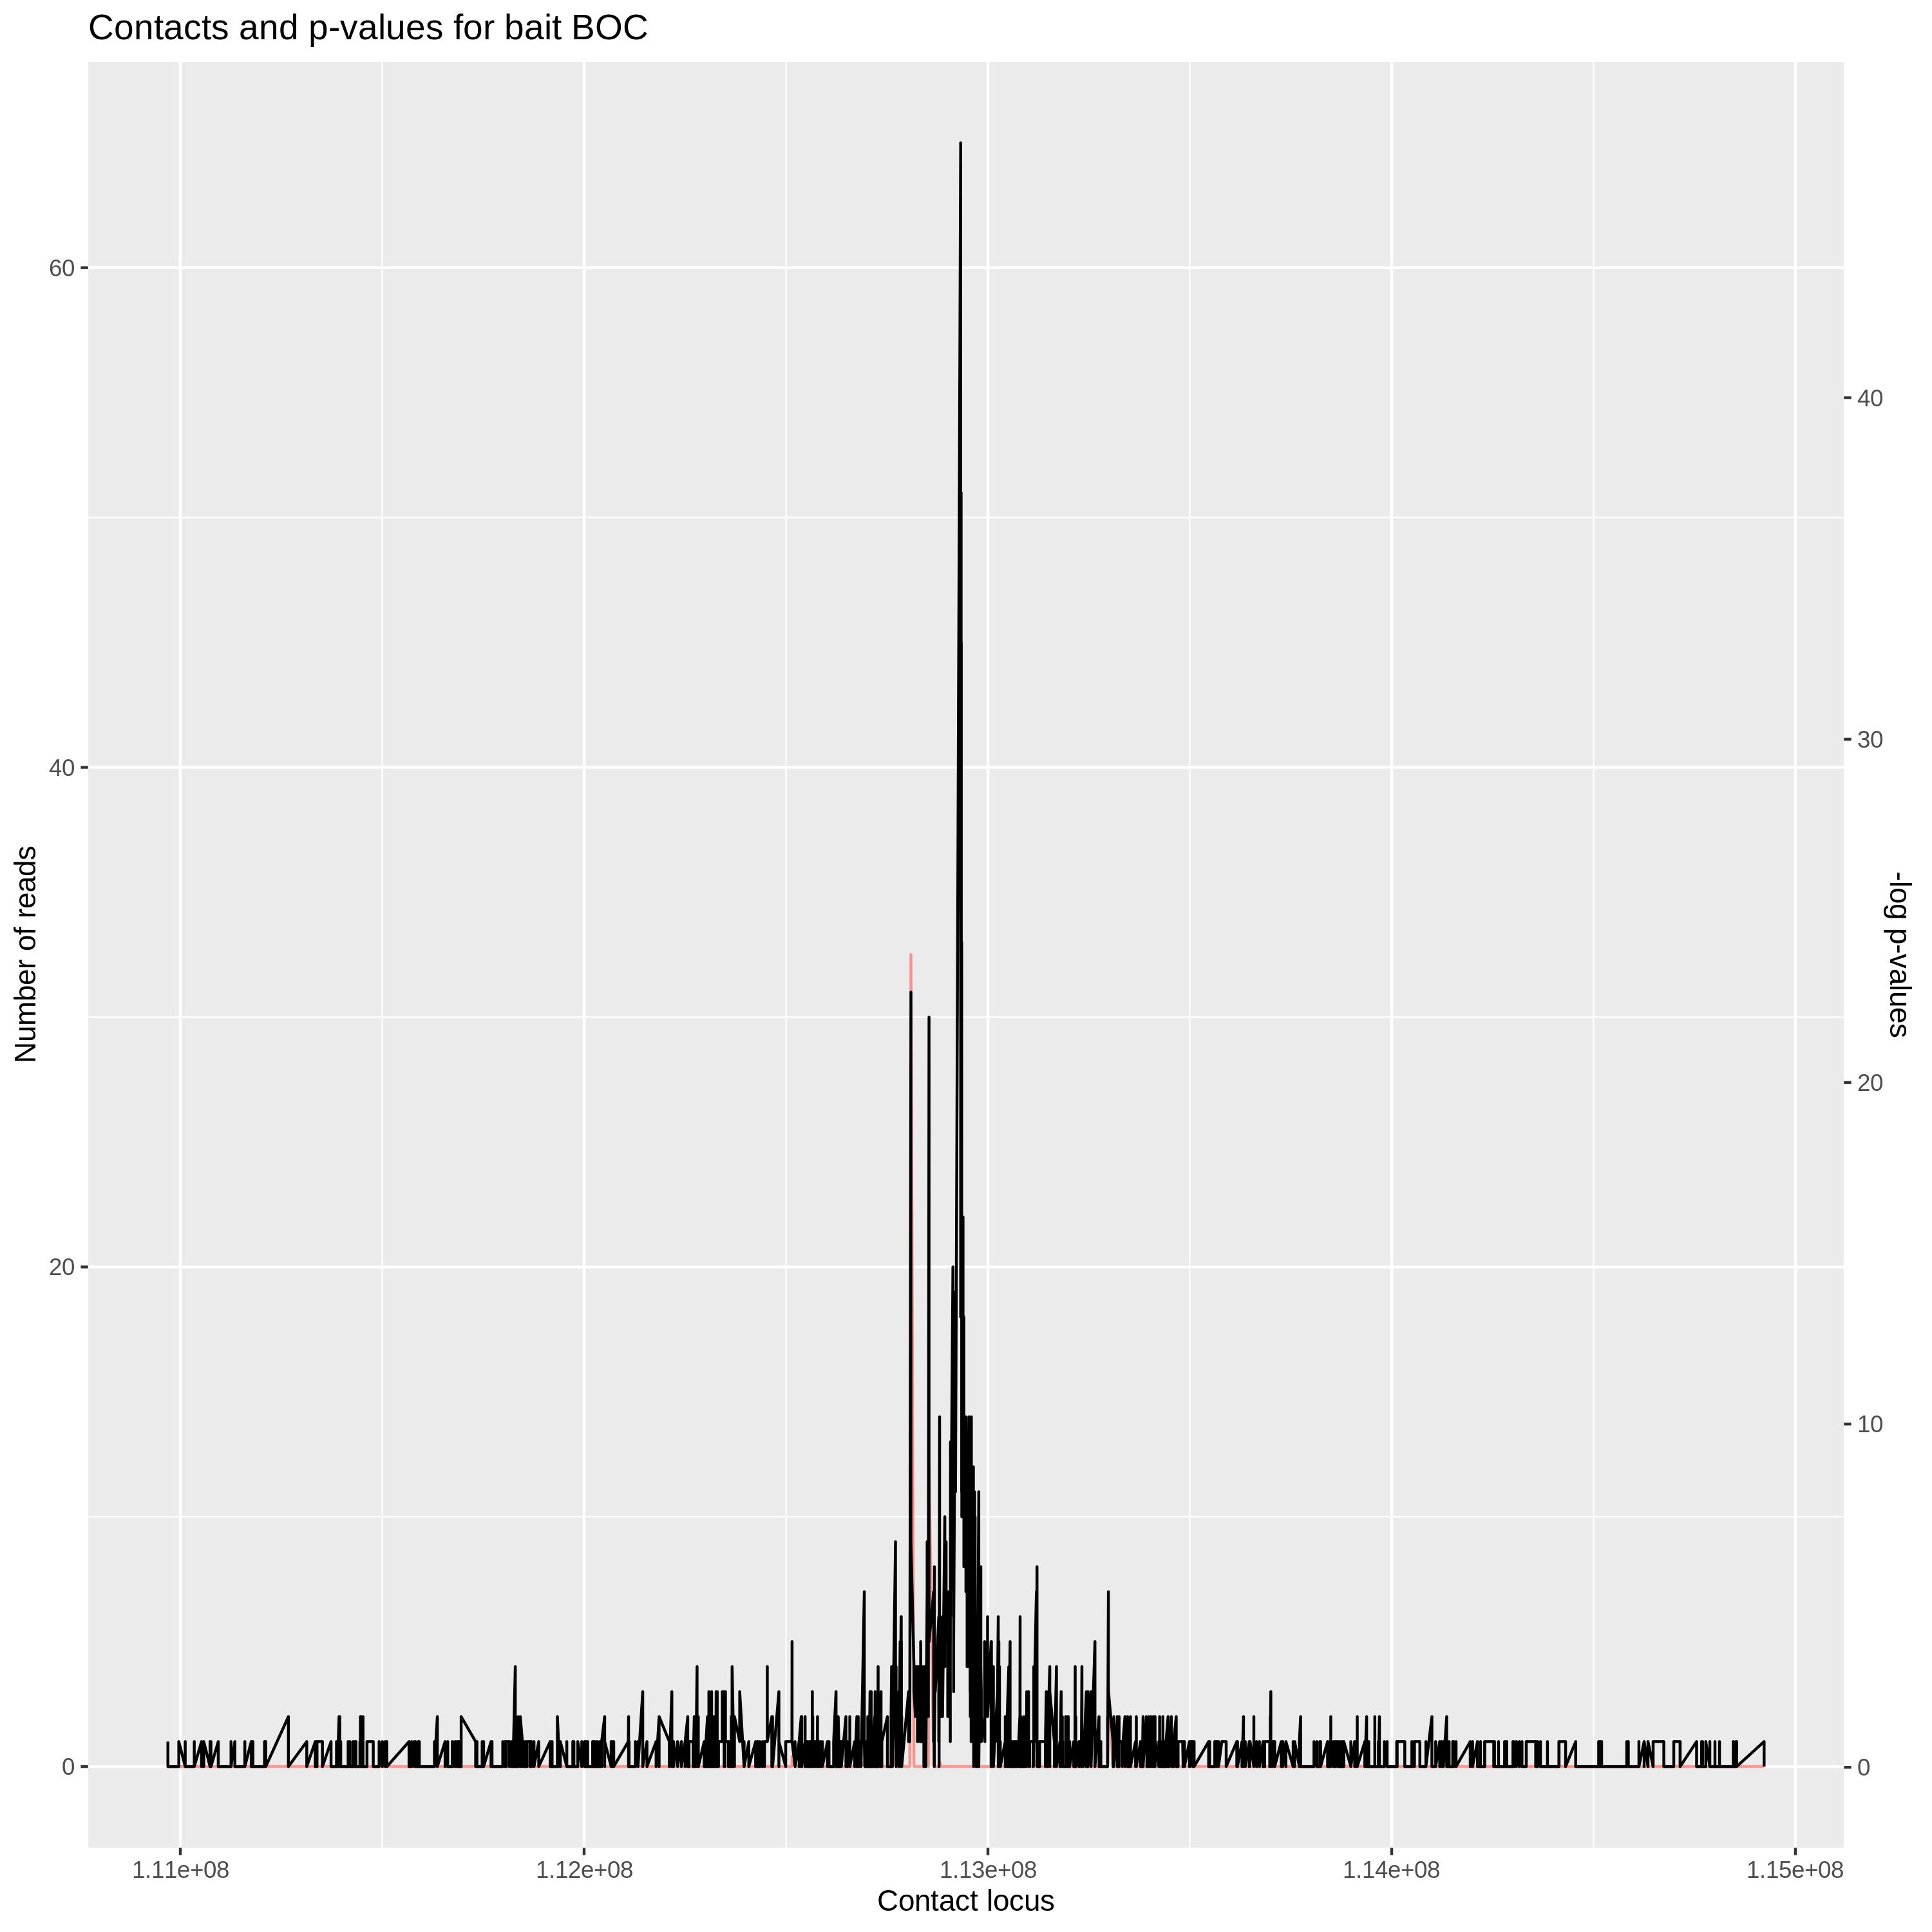 Contacts and p-values for bait BOC
60
40
20
0
40
30
20
10
0
Number of reads
-log p-values
1.11e+08
1.12e+08
1.13e+08
1.14e+08
1.15e+08
Contact locus